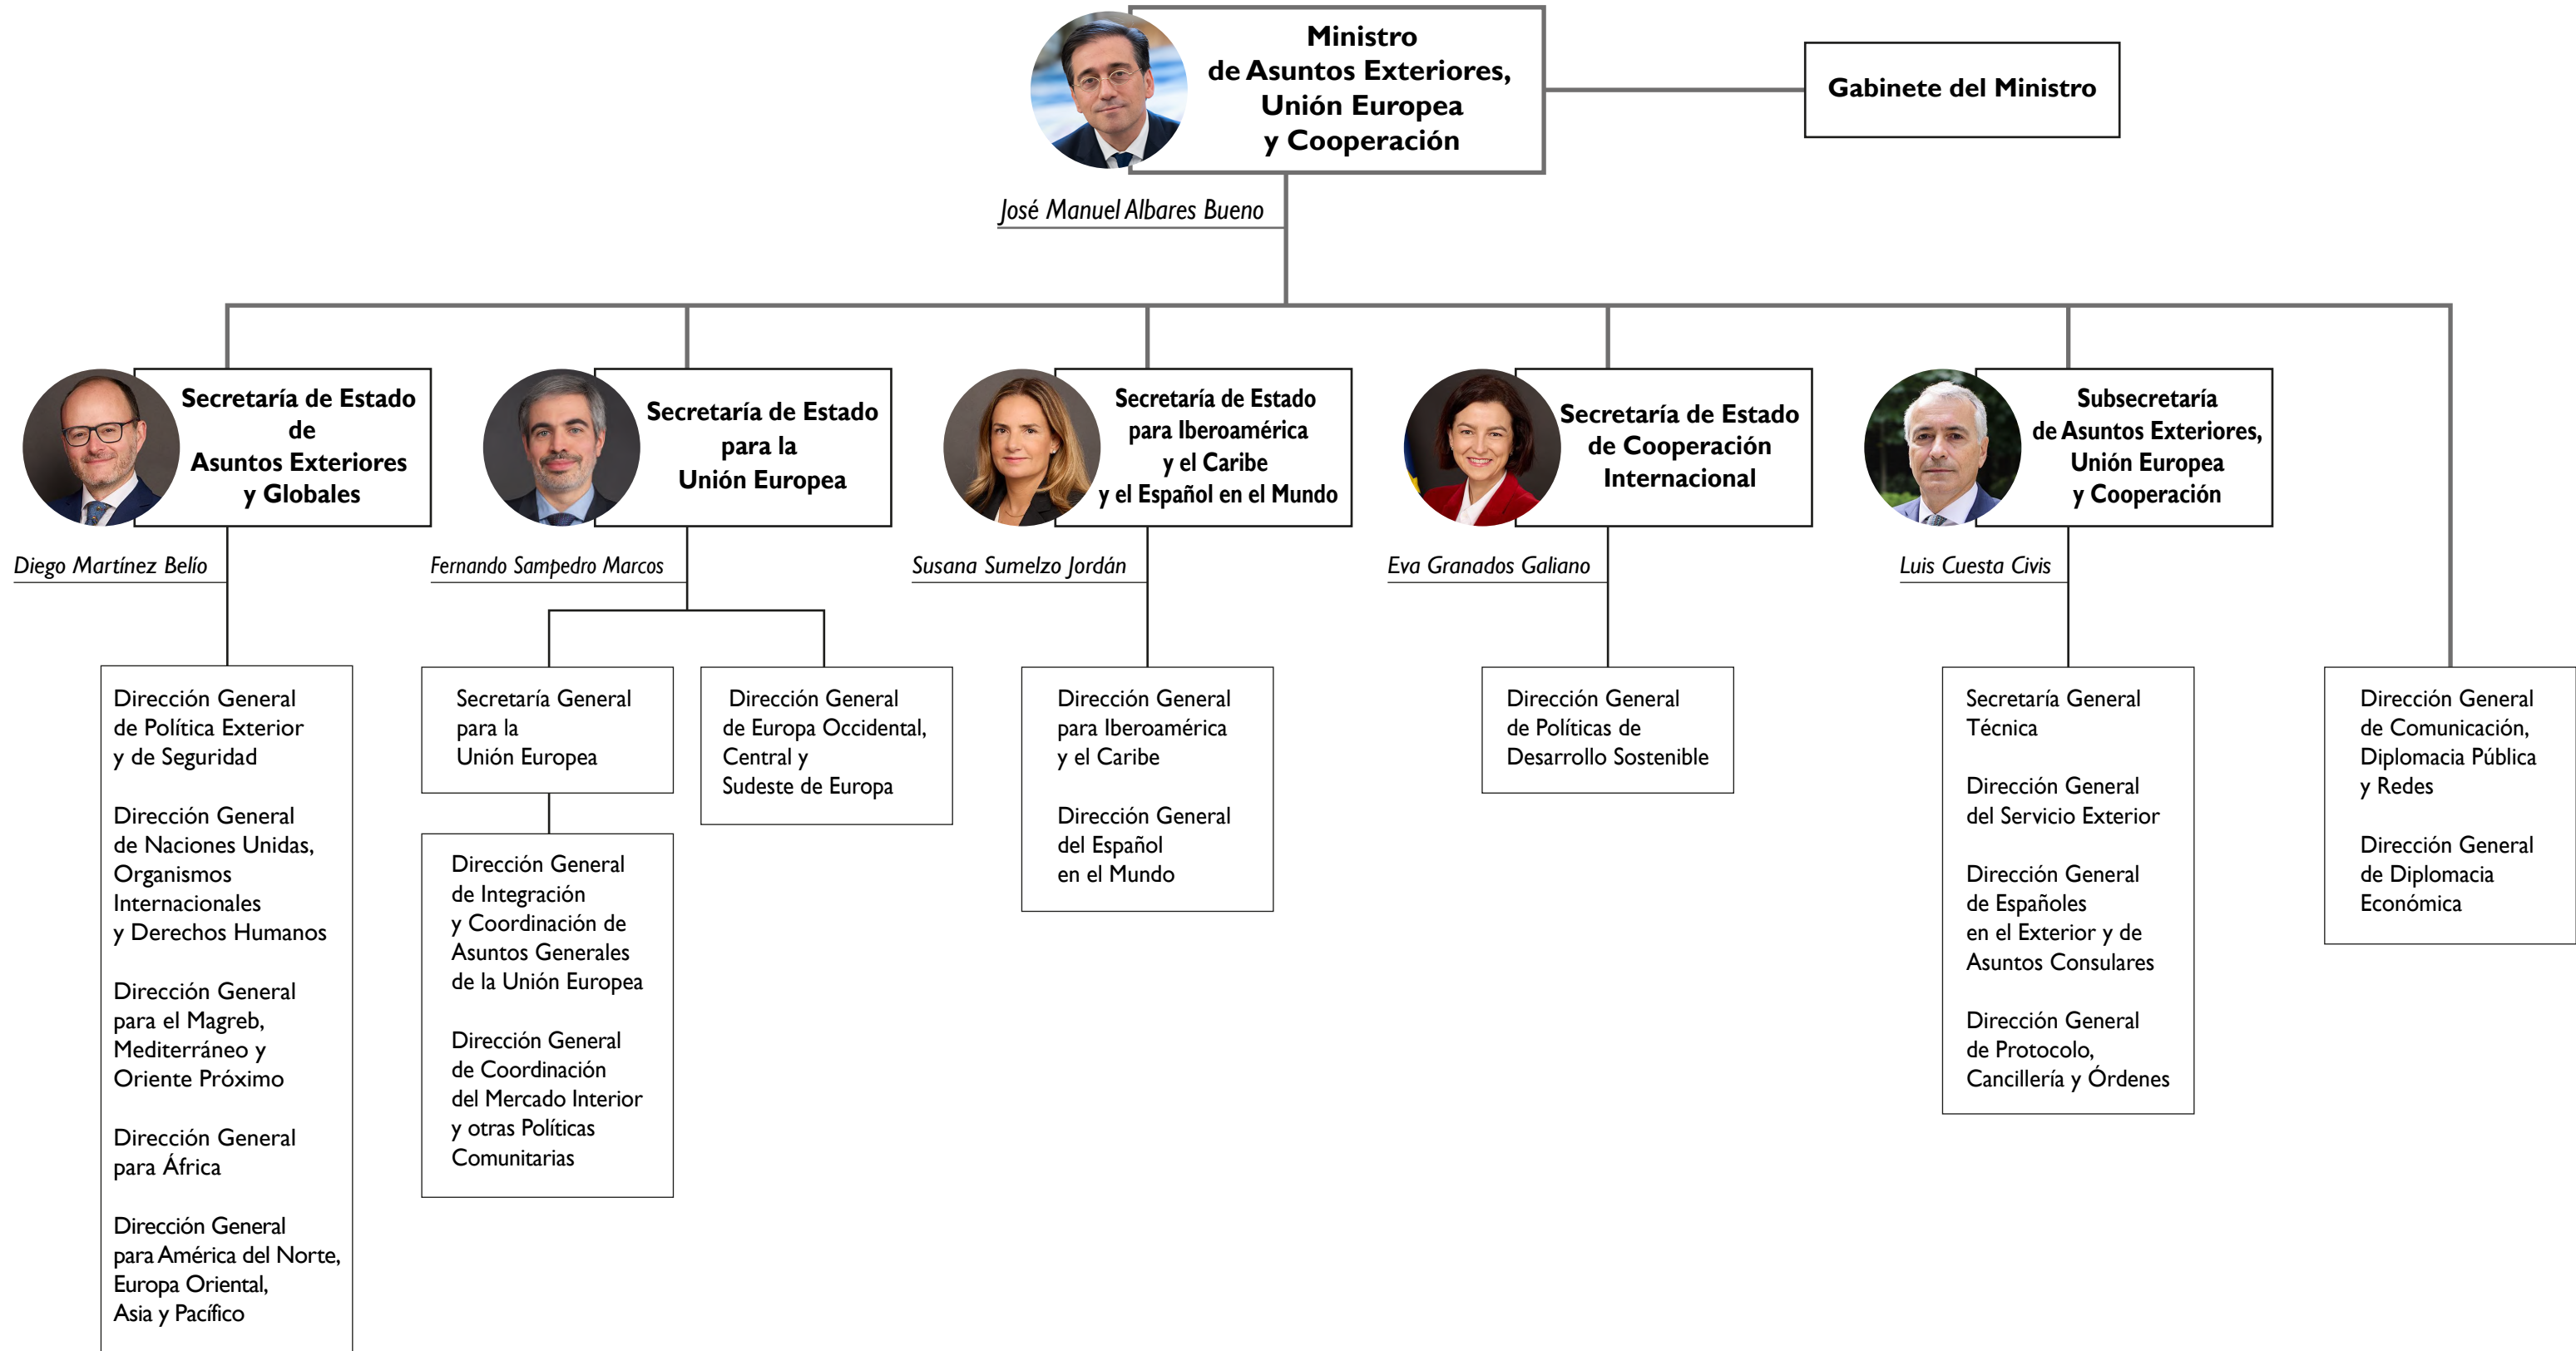 Ministro
de Asuntos Exteriores,
Unión Europea
y Cooperación
Gabinete del Ministro
José Manuel Albares Bueno
Secretaría de Estado
de
Asuntos Exteriores
y Globales
Diego Martínez Belío
Secretaría de Estado
para la
Unión Europea
Fernando Sampedro Marcos
Secretaría de Estado
para Iberoamérica
y el Caribe
y el Español en el Mundo
Susana Sumelzo Jordán
Secretaría de Estado
de Cooperación
Internacional
Eva Granados Galiano
Subsecretaría
de Asuntos Exteriores,
Unión Europea
y Cooperación
Luis Cuesta Civis
Dirección General
de Política Exterior
y de Seguridad
Dirección General
de Naciones Unidas,
Organismos
Internacionales
y Derechos Humanos
Dirección General
para el Magreb,
Mediterráneo y
Oriente Próximo
Dirección General
para África
Dirección General
para América del Norte,
Europa Oriental,
Asia y Pacífico
Secretaría General
para la
Unión Europea
Dirección General
de Integración
y Coordinación de
Asuntos Generales
de la Unión Europea
Dirección General
de Coordinación
del Mercado Interior
y otras Políticas
Comunitarias
Dirección General
de Europa Occidental,
Central y
Sudeste de Europa
Dirección General
para Iberoamérica
y el Caribe
Dirección General
del Español
en el Mundo
Dirección General
de Políticas de
Desarrollo Sostenible
Secretaría General
Técnica
Dirección General
del Servicio Exterior
Dirección General
de Españoles
en el Exterior y de
Asuntos Consulares
Dirección General
de Protocolo,
Cancillería y Órdenes
Dirección General
de Comunicación,
Diplomacia Pública
y Redes
Dirección General
de Diplomacia
Económica